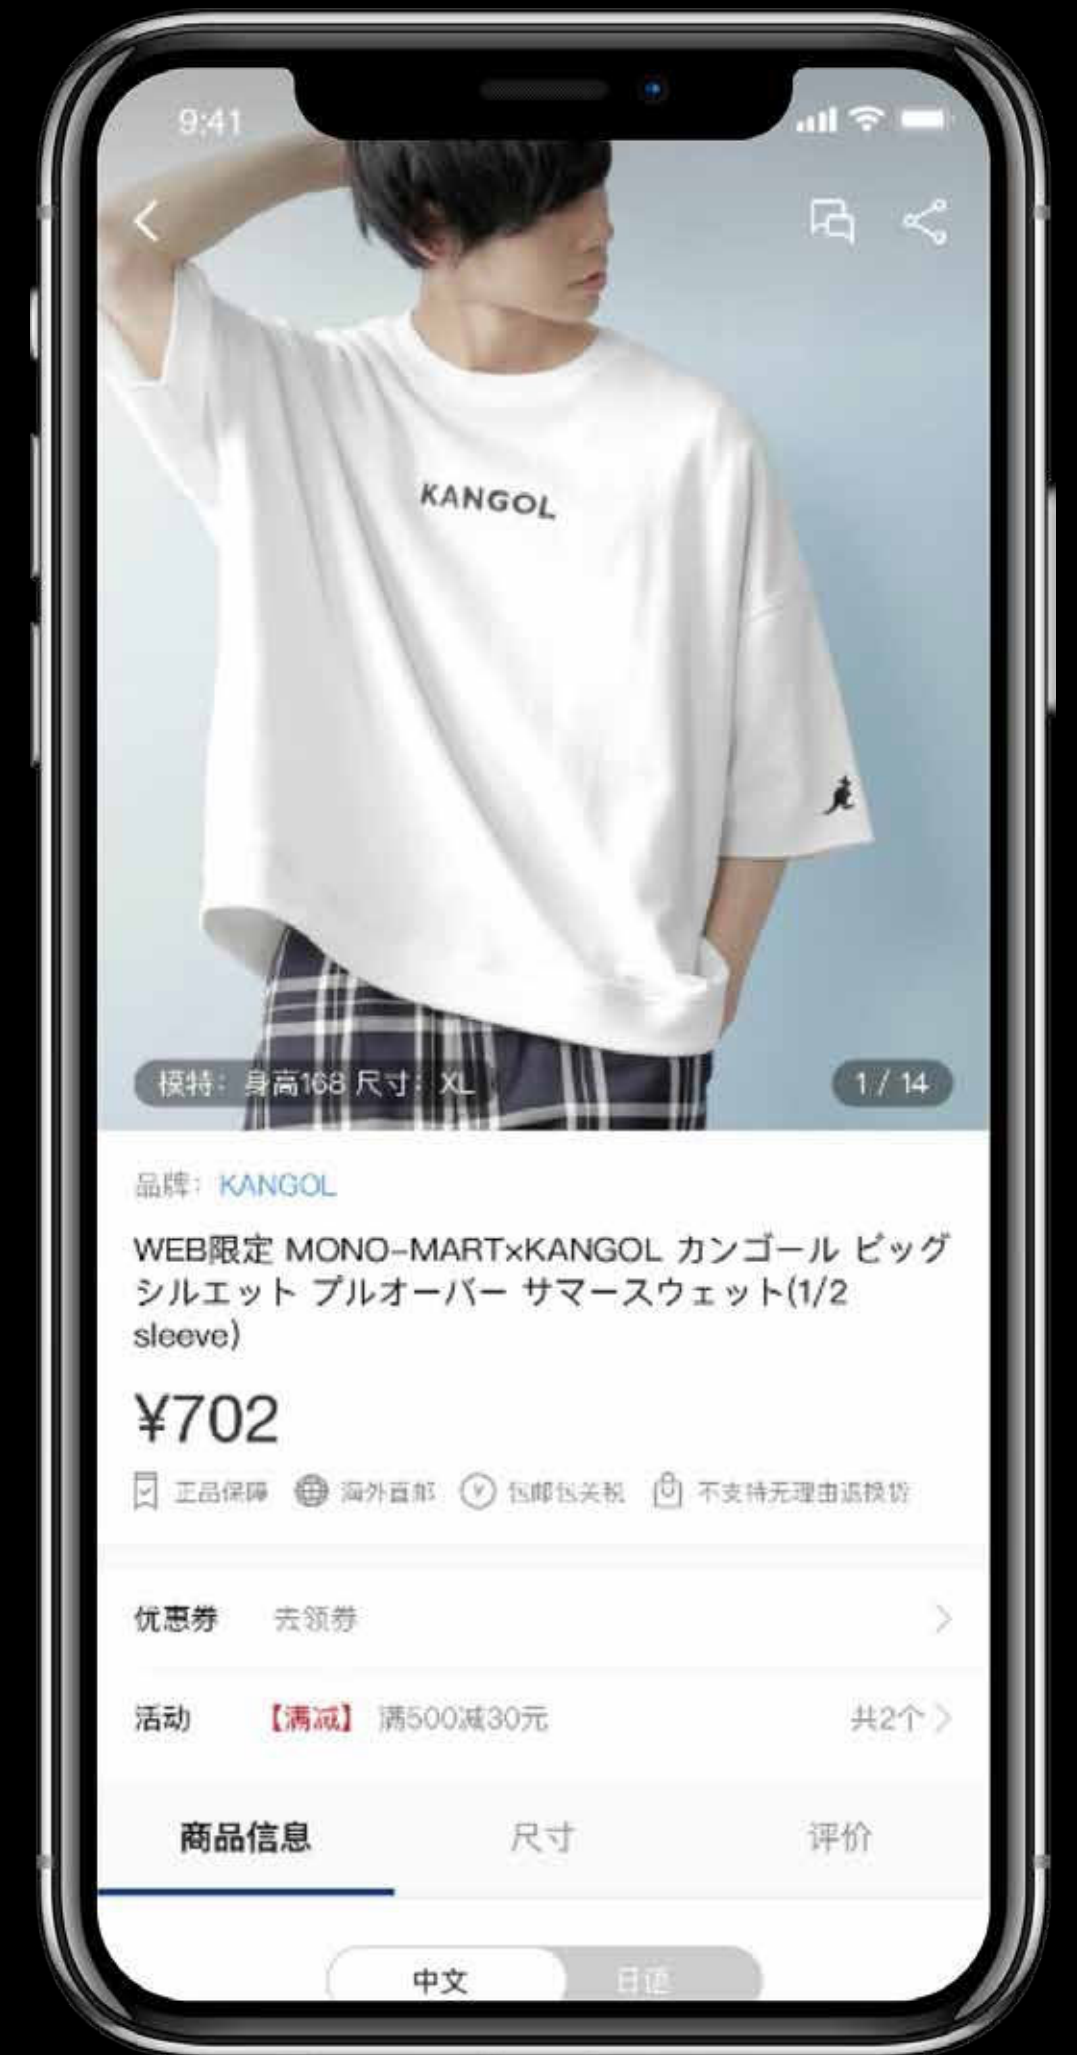 9:41
KANGOL
模特：身高168 尺寸：XL
1 / 14
品牌：KANGOL
WEB限定 MONO-MART×KANGOL カンゴール ビッグ
シルエット プルオーバー サマースウェット(1/2
sleeve)
¥702
正品保障 海外直邮 包邮包关税 不支持无理由退换货
优惠券 去领券
活动 【满减】 满500减30元 共2个
商品信息 尺寸 评价
中文